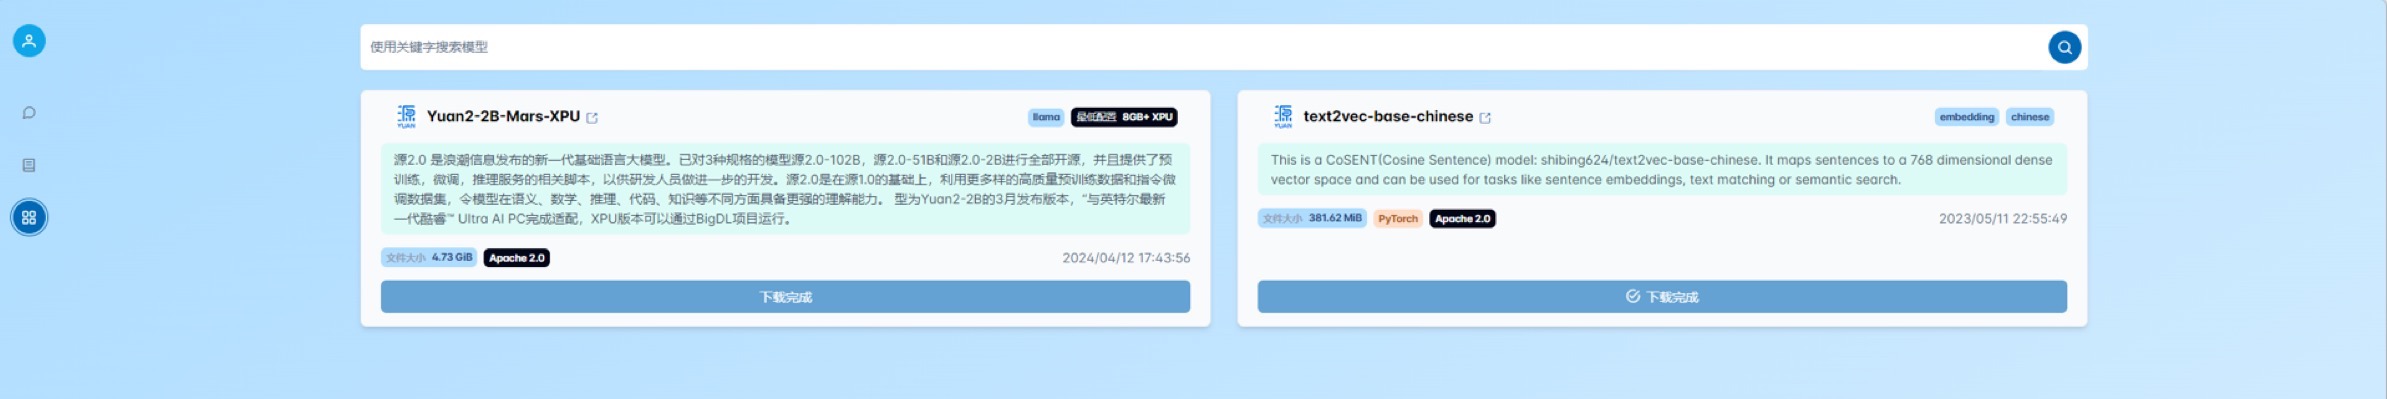 使用关键字搜索模型
源 YUAN
Yuan2-2B-Mars-XPU
llama
最低配置 8GB+ XPU
源2.0 是浪潮信息发布的新一代基础语言大模型。已对3种规格的模型源2.0-102B，源2.0-51B和源2.0-2B进行全部开源，并且提供了预
训练，微调，推理服务的相关脚本，以供研发人员做进一步的开发。源2.0是在源1.0的基础上，利用更多样的高质量预训练数据和指令微
调数据集，令模型在语义、数学、推理、代码、知识等不同方面具备更强的理解能力。 型为Yuan2-2B的3月发布版本，“与英特尔最新
一代酷睿™ Ultra AI PC完成适配，XPU版本可以通过BigDL项目运行。
文件大小 4.73 GiB
Apache 2.0
2024/04/12 17:43:56
下载完成
源 YUAN
text2vec-base-chinese
embedding
chinese
This is a CoSENT(Cosine Sentence) model: shibing624/text2vec-base-chinese. It maps sentences to a 768 dimensional dense
vector space and can be used for tasks like sentence embeddings, text matching or semantic search.
文件大小 381.62 MiB
PyTorch
Apache 2.0
2023/05/11 22:55:49
下载完成